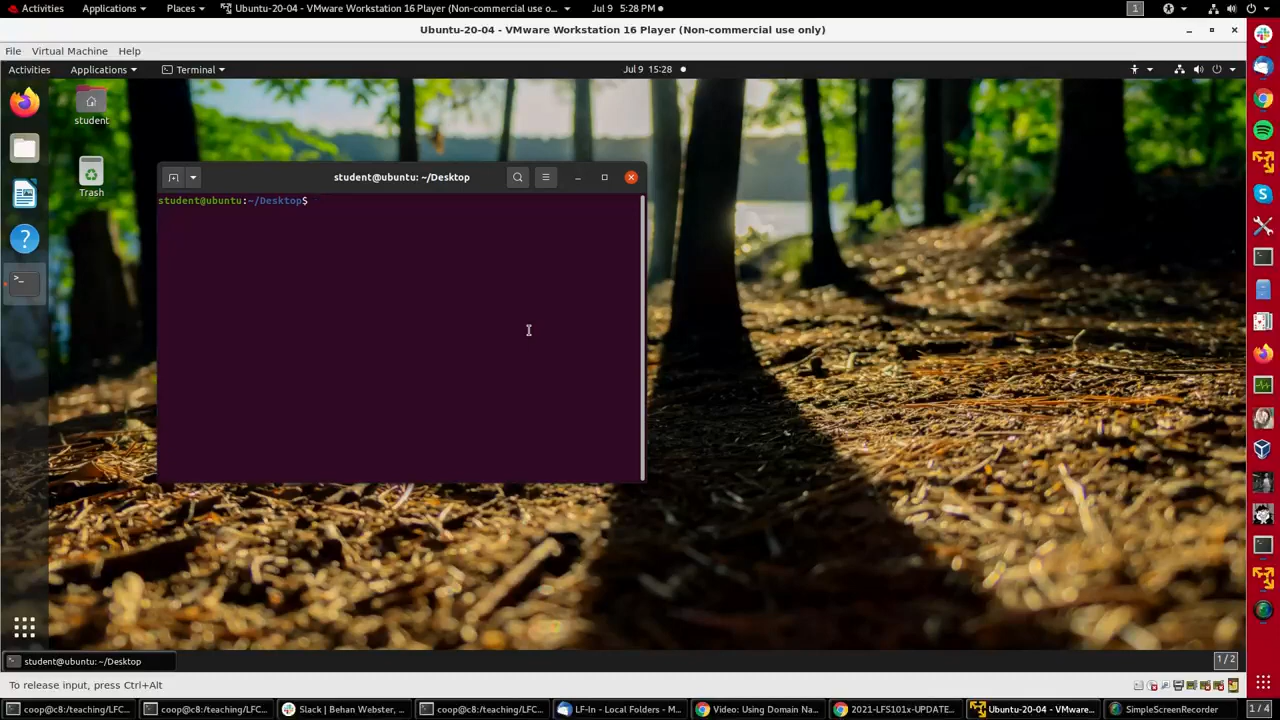 Activities Applications Places Ubuntu-20-04 - VMware Workstation 16 Player (Non-commercial use o... Jul 9 5:28 PM 1
Ubuntu-20-04 - VMware Workstation 16 Player (Non-commercial use only)
File Virtual Machine Help
Activities Applications Terminal Jul 9 15:28
student
Trash
student@ubuntu: ~/Desktop
student@ubuntu:~/Desktop$
student@ubuntu: ~/Desktop 1/2
To release input, press Ctrl+Alt
coop@c8:/teaching/LFC... coop@c8:/teaching/LFC... Slack | Behan Webster, ... coop@c8:/teaching/LFC... LF-In - Local Folders - M... Video: Using Domain Na... 2021-LFS101x-UPDATE... Ubuntu-20-04 - VMware... SimpleScreenRecorder 1 / 4